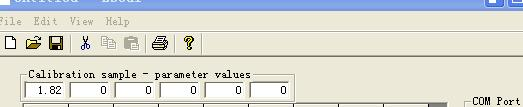 File Edit View Help
Calibration sample - parameter values
1.82 0 0 0 0 0
COM Port